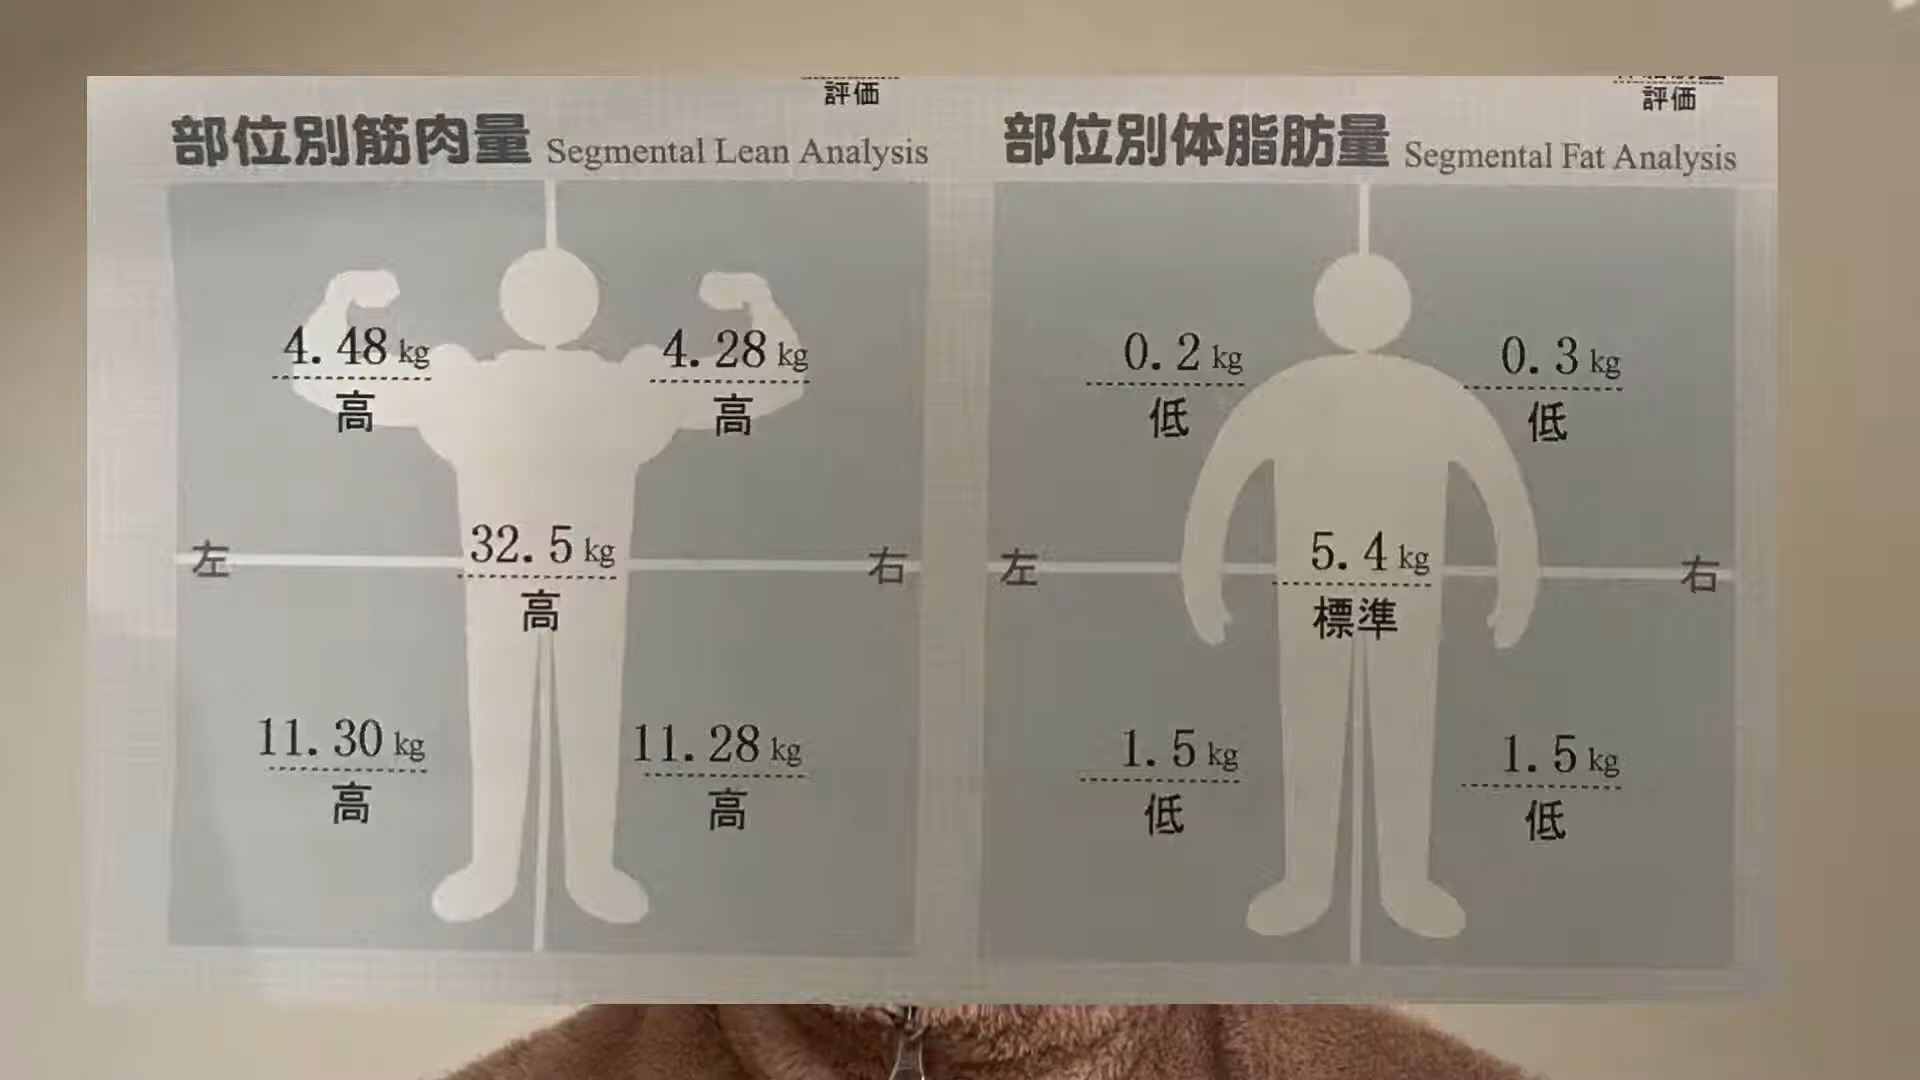 評価
部位別筋肉量 Segmental Lean Analysis
4.48 kg
高
4.28 kg
高
左
32.5 kg
高
右
11.30 kg
高
11.28 kg
高
評価
部位別体脂肪量 Segmental Fat Analysis
0.2 kg
低
0.3 kg
低
左
5.4 kg
標準
右
1.5 kg
低
1.5 kg
低